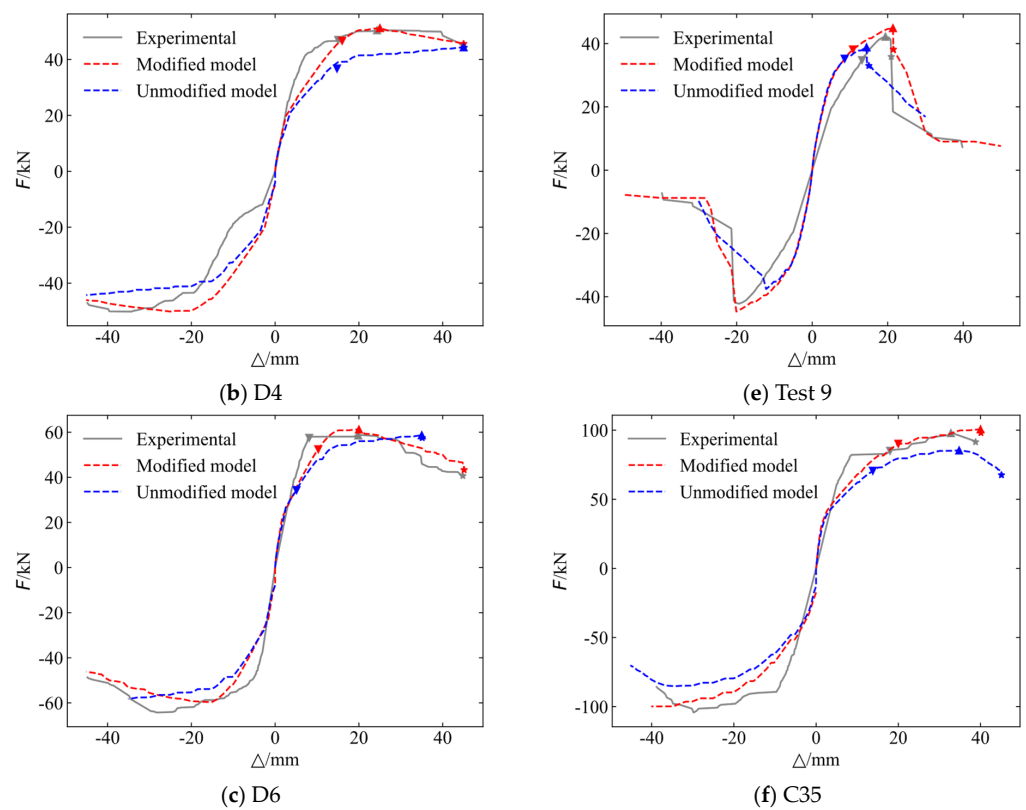 Experimental
Modified model
Unmodified model
F/kN
40
20
0
-20
-40
-40 -20 0 20 40
△/mm
(b) D4
Experimental
Modified model
Unmodified model
F/kN
40
20
0
-20
-40
-40 -20 0 20 40
△/mm
(e) Test 9
Experimental
Modified model
Unmodified model
F/kN
60
40
20
0
-20
-40
-60
-40 -20 0 20 40
△/mm
(c) D6
Experimental
Modified model
Unmodified model
F/kN
100
50
0
-50
-100
-40 -20 0 20 40
△/mm
(f) C35